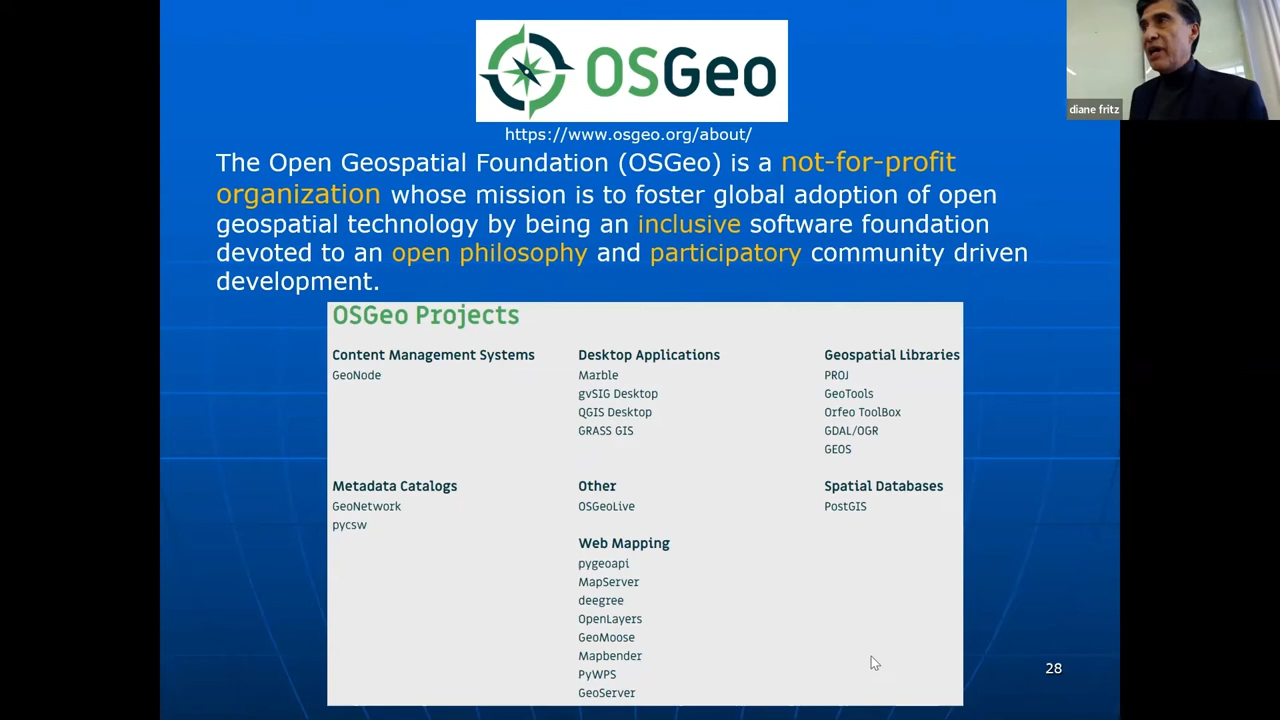 OSGeo
diane fritz
https://www.osgeo.org/about/
The Open Geospatial Foundation (OSGeo) is a not-for-profit
organization whose mission is to foster global adoption of open
geospatial technology by being an inclusive software foundation
devoted to an open philosophy and participatory community driven
development.
OSGeo Projects
Content Management Systems
GeoNode
Desktop Applications
Marble
gvSIG Desktop
QGIS Desktop
GRASS GIS
Geospatial Libraries
PROJ
GeoTools
Orfeo ToolBox
GDAL/OGR
GEOS
Metadata Catalogs
GeoNetwork
pycsw
Other
OSGeoLive
Spatial Databases
PostGIS
Web Mapping
pygeoapi
MapServer
deegree
OpenLayers
GeoMoose
Mapbender
PyWPS
GeoServer
28